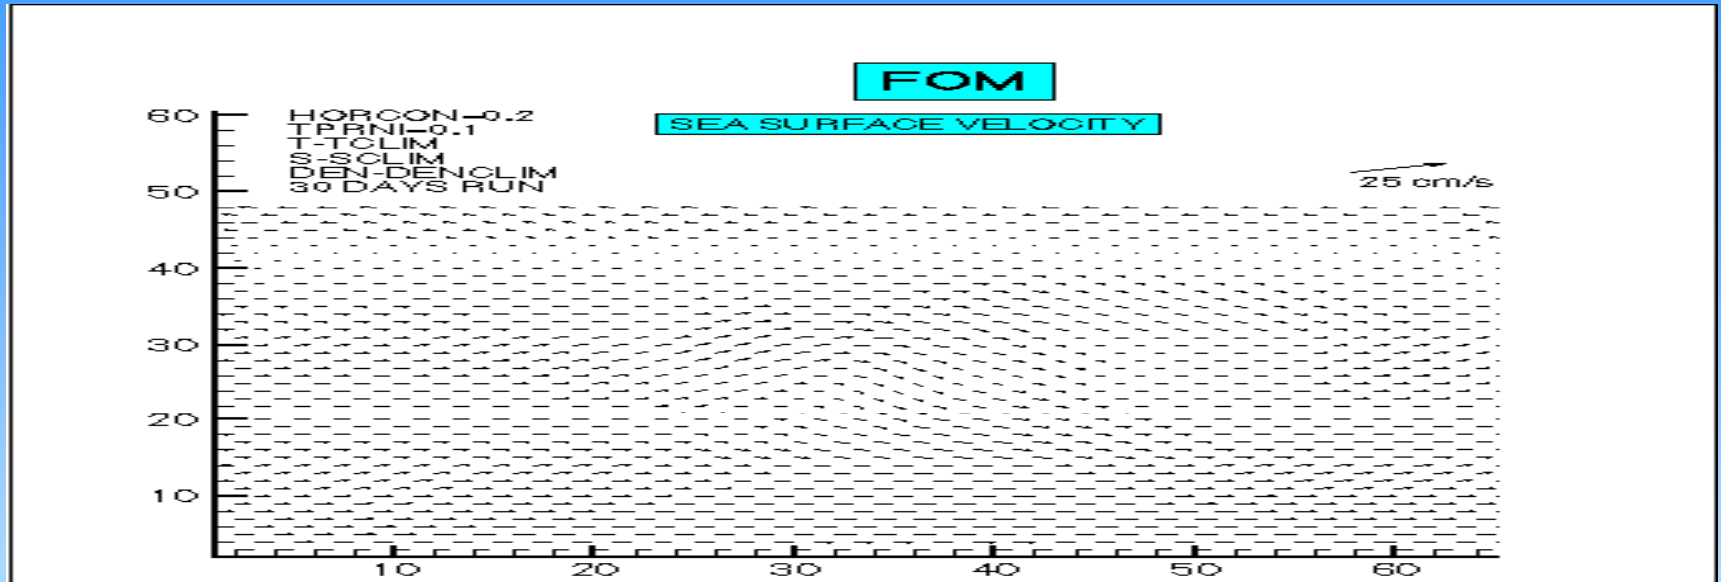 FOM
SEA SURFACE VELOCITY
HORCON-0.2
TPRNI-0.1
T-TCLIM
S-SCLIM
DEN-DENCLIM
30 DAYS RUN
25 cm/s
60
50
40
30
20
10
10 20 30 40 50 60